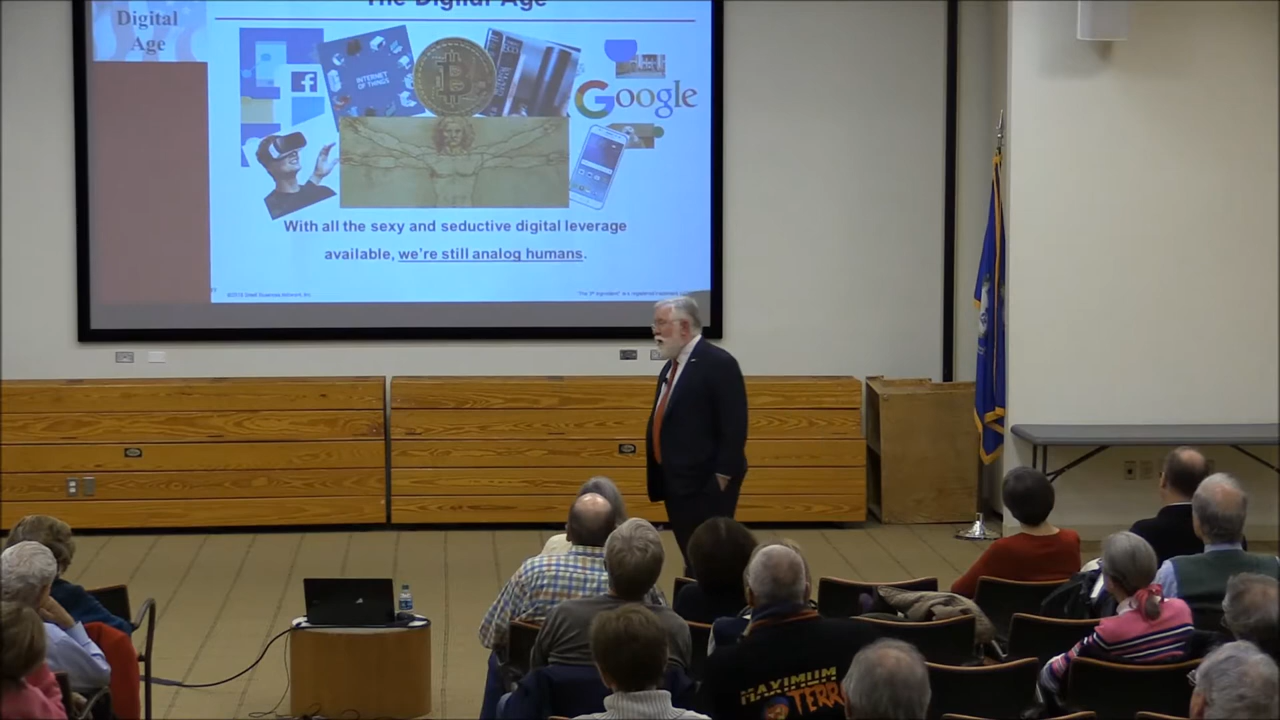 The Digital Age
Digital
Age
f
INTERNET
OF THINGS
B
Google
With all the sexy and seductive digital leverage
available, we're still analog humans.
MAXIMUM
TERR